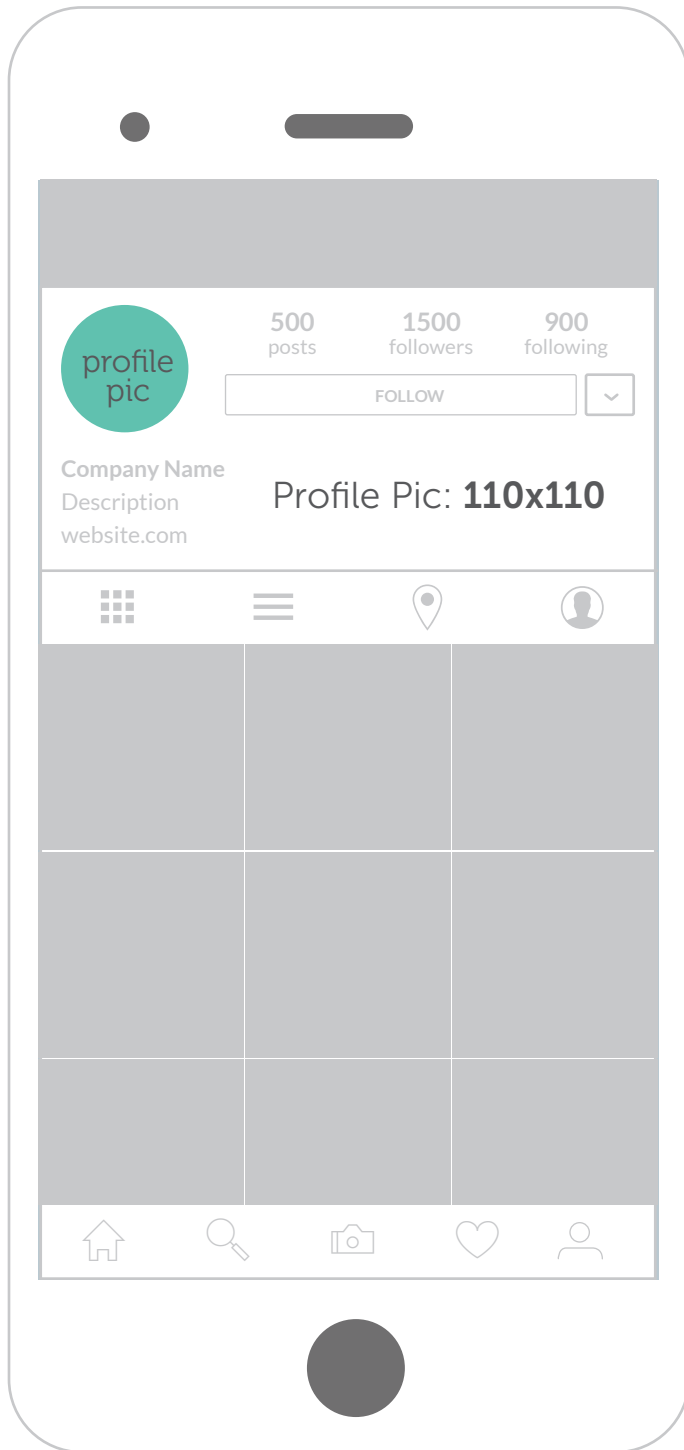 profile
pic
500 1500 900
posts followers following
FOLLOW
Company Name
Description
website.com
Profile Pic: 110x110